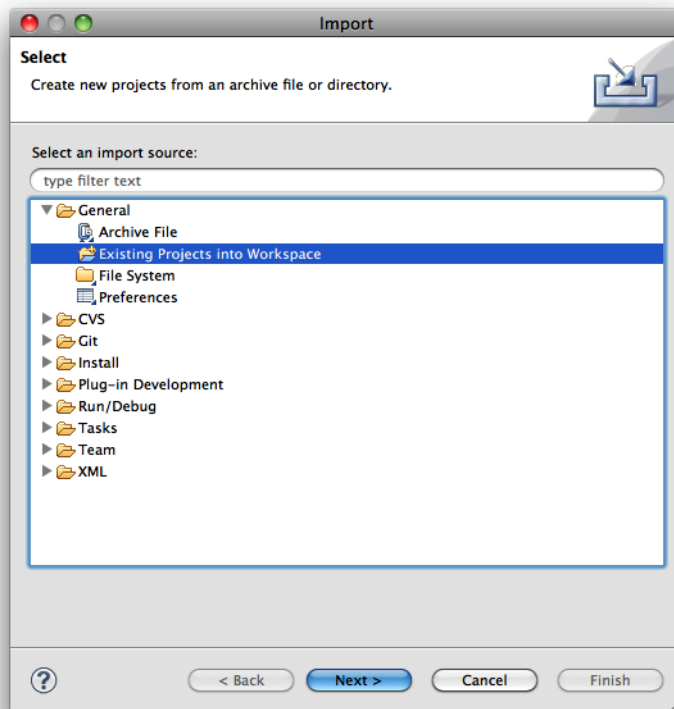 Import
Select
Create new projects from an archive file or directory.
Select an import source:
type filter text
General
Archive File
Existing Projects into Workspace
File System
Preferences
CVS
Git
Install
Plug-in Development
Run/Debug
Tasks
Team
XML
? < Back Next > Cancel Finish